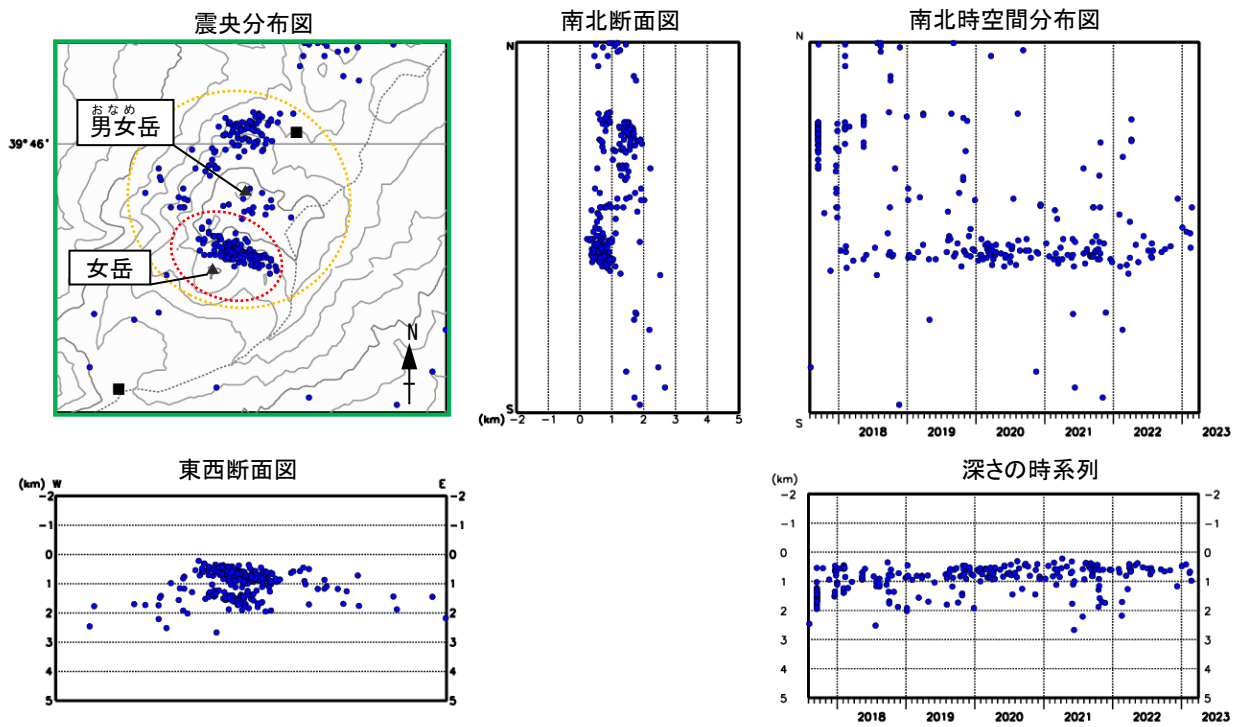 震央分布図
おなめ
男女岳
39°46'
女岳
N
南北断面図
N
S
(km)
-2 -1 0 1 2 3 4 5
南北時空間分布図
N
S
2018 2019 2020 2021 2022 2023
東西断面図
(km) W E
-2 -2
-1 -1
0 0
1 1
2 2
3 3
4 4
5 5
深さの時系列
(km)
-2 -2
-1 -1
0 0
1 1
2 2
3 3
4 4
5 5
2018 2019 2020 2021 2022 2023